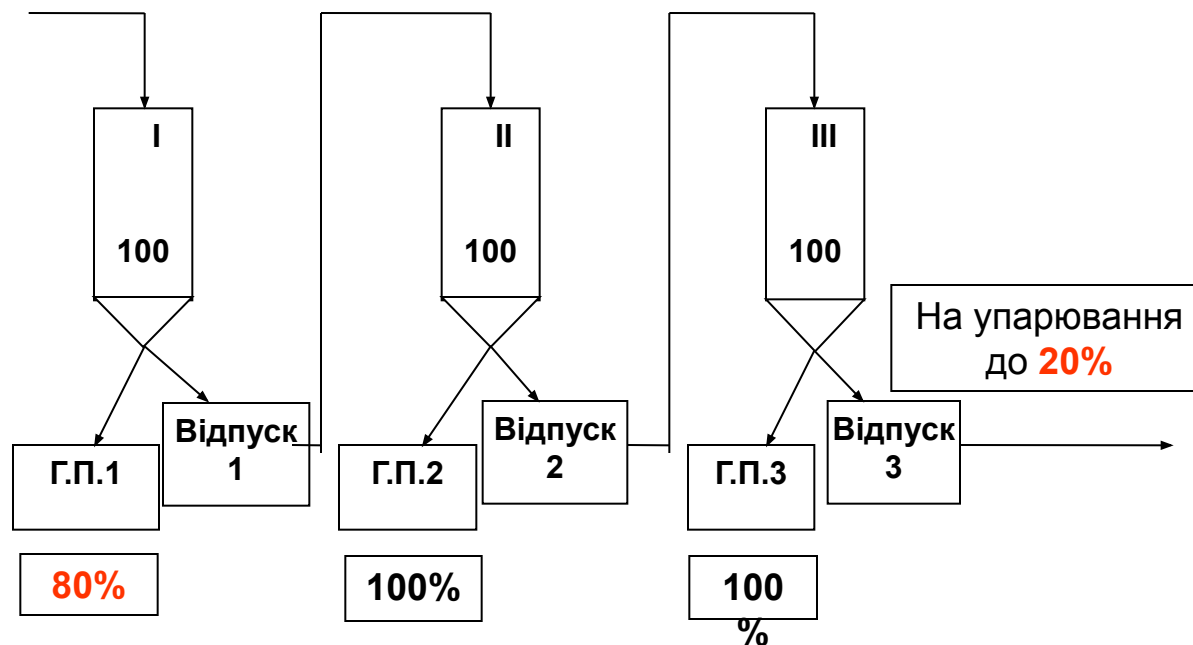 I
II
III
100
100
100
На упарювання
до 20%
Відпуск
1
Відпуск
2
Відпуск
3
Г.П.1
Г.П.2
Г.П.3
80%
100%
100
%